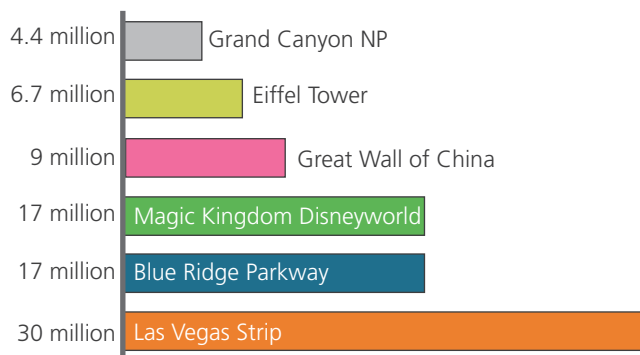 4.4 million Grand Canyon NP
6.7 million Eiffel Tower
9 million Great Wall of China
17 million Magic Kingdom Disneyworld
17 million Blue Ridge Parkway
30 million Las Vegas Strip